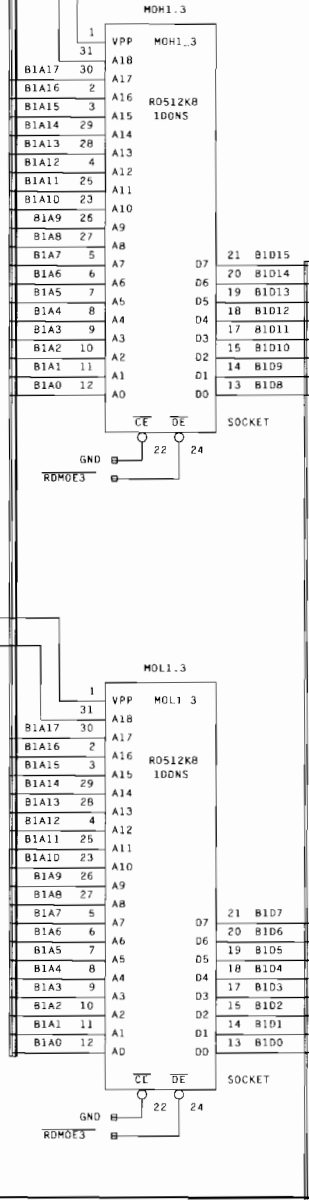 MOH1.3
1 VPP MOH1_3
31 A18
B1A17 30 A17
B1A16 2 A16 RO512K8
B1A15 3 A15 100NS
B1A14 29 A14
B1A13 28 A13
B1A12 4 A12
B1A11 25 A11
B1A10 23 A10
B1A9 26 A9
B1A8 27 A8
B1A7 5 A7 D7 21 B1D15
B1A6 6 A6 D6 20 B1D14
B1A5 7 A5 D5 19 B1D13
B1A4 8 A4 D4 18 B1D12
B1A3 9 A3 D3 17 B1D11
B1A2 10 A2 D2 15 B1D10
B1A1 11 A1 D1 14 B1D9
B1A0 12 A0 D0 13 B1D8
CE OE SOCKET
GND 22 24
ROMOE3
MOL1.3
1 VPP MOL1 3
31 A18
B1A17 30 A17
B1A16 2 A16 RO512K8
B1A15 3 A15 100NS
B1A14 29 A14
B1A13 28 A13
B1A12 4 A12
B1A11 25 A11
B1A10 23 A10
B1A9 26 A9
B1A8 27 A8
B1A7 5 A7 D7 21 B1D7
B1A6 6 A6 D6 20 B1D6
B1A5 7 A5 D5 19 B1D5
B1A4 8 A4 D4 18 B1D4
B1A3 9 A3 D3 17 B1D3
B1A2 10 A2 D2 15 B1D2
B1A1 11 A1 D1 14 B1D1
B1A0 12 A0 D0 13 B1D0
CE OE SOCKET
GND 22 24
ROMOE3